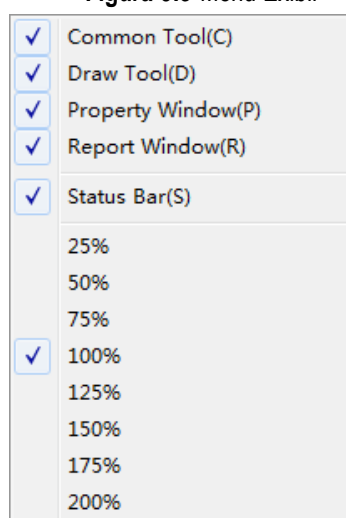 Common Tool(C)
Draw Tool(D)
Property Window(P)
Report Window(R)
Status Bar(S)
25%
50%
75%
100%
125%
150%
175%
200%